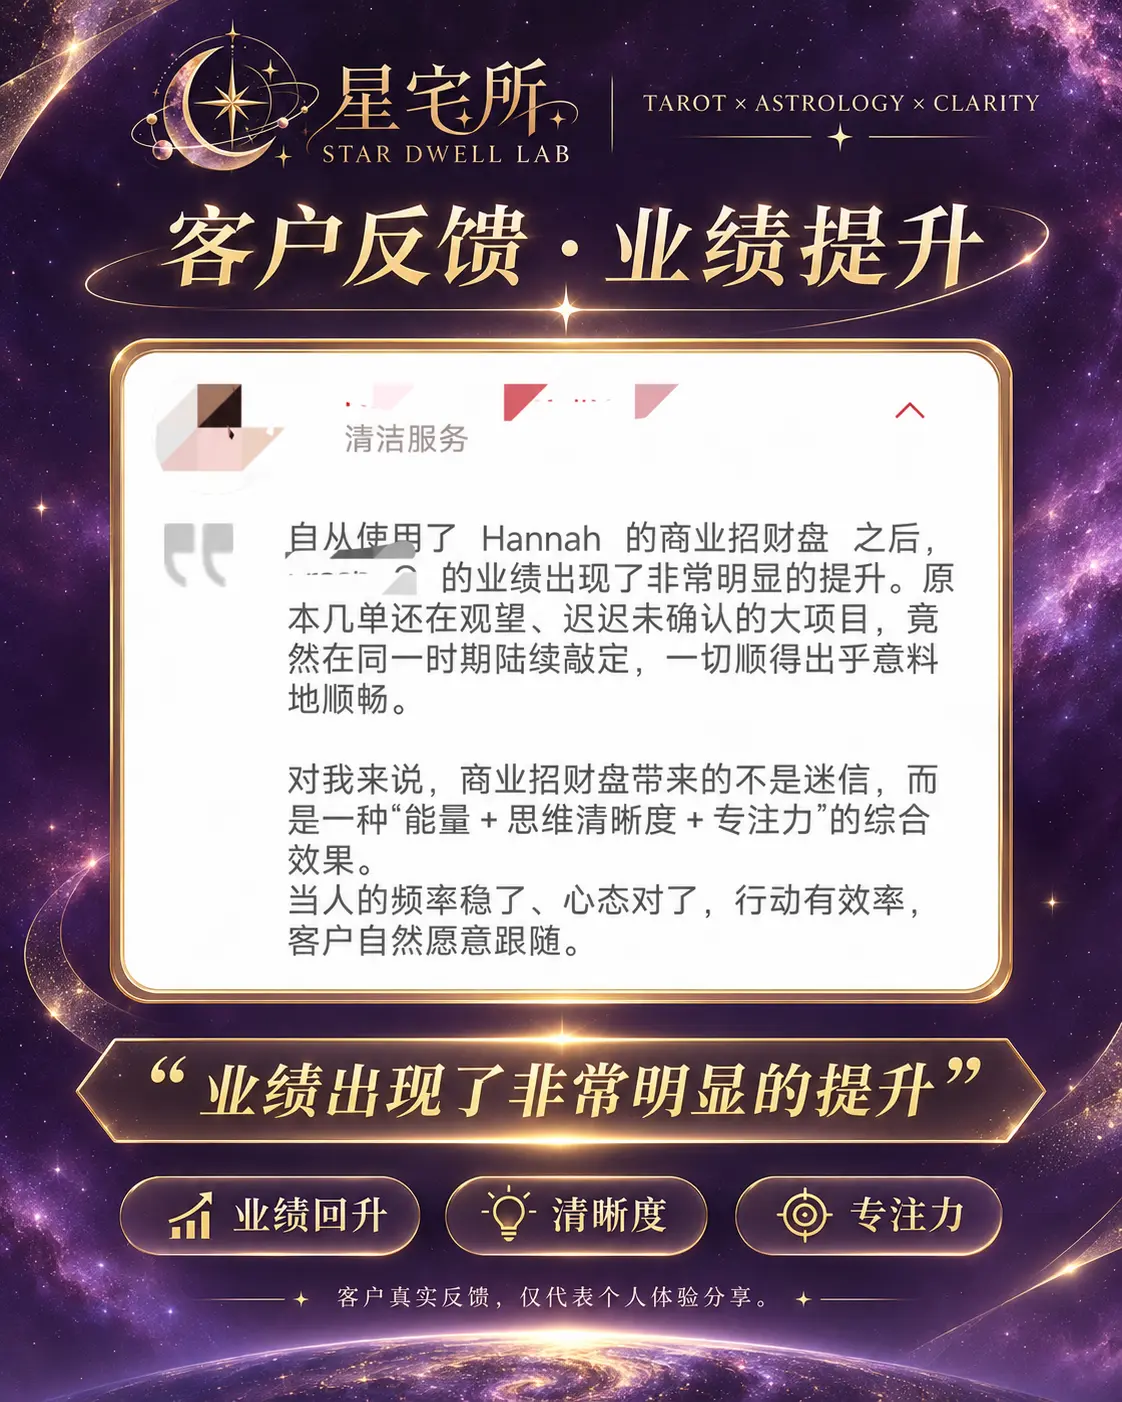 星宅所
STAR DWELL LAB
TAROT × ASTROLOGY × CLARITY
客户反馈·业绩提升
清洁服务
自从使用了 Hannah 的商业招财盘 之后，
的业绩出现了非常明显的提升。原
本几单还在观望、迟迟未确认的大项目，竟
然在同一时期陆续敲定，一切顺得出乎意料
地顺畅。
对我来说，商业招财盘带来的不是迷信，而
是一种“能量 + 思维清晰度 + 专注力”的综合
效果。
当人的频率稳了、心态对了，行动有效率，
客户自然愿意跟随。
“业绩出现了非常明显的提升”
业绩回升
清晰度
专注力
客户真实反馈，仅代表个人体验分享。